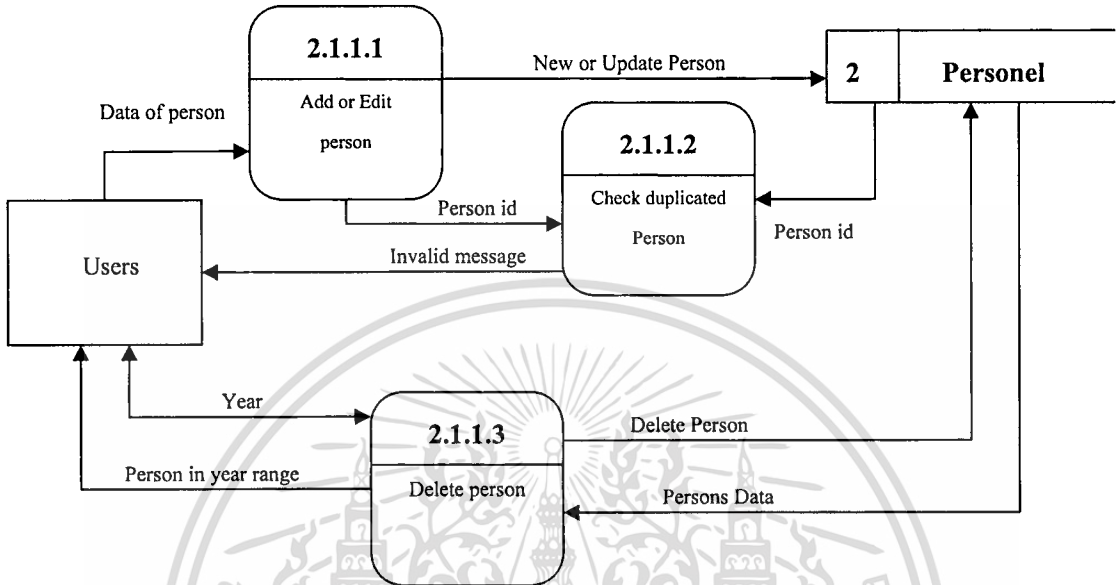 2.1.1.1
Add or Edit
person
New or Update Person
2 Personel
Data of person
2.1.1.2
Check duplicated
Person
Person id
Person id
Invalid message
Users
Year
2.1.1.3
Delete person
Delete Person
Person in year range
Persons Data